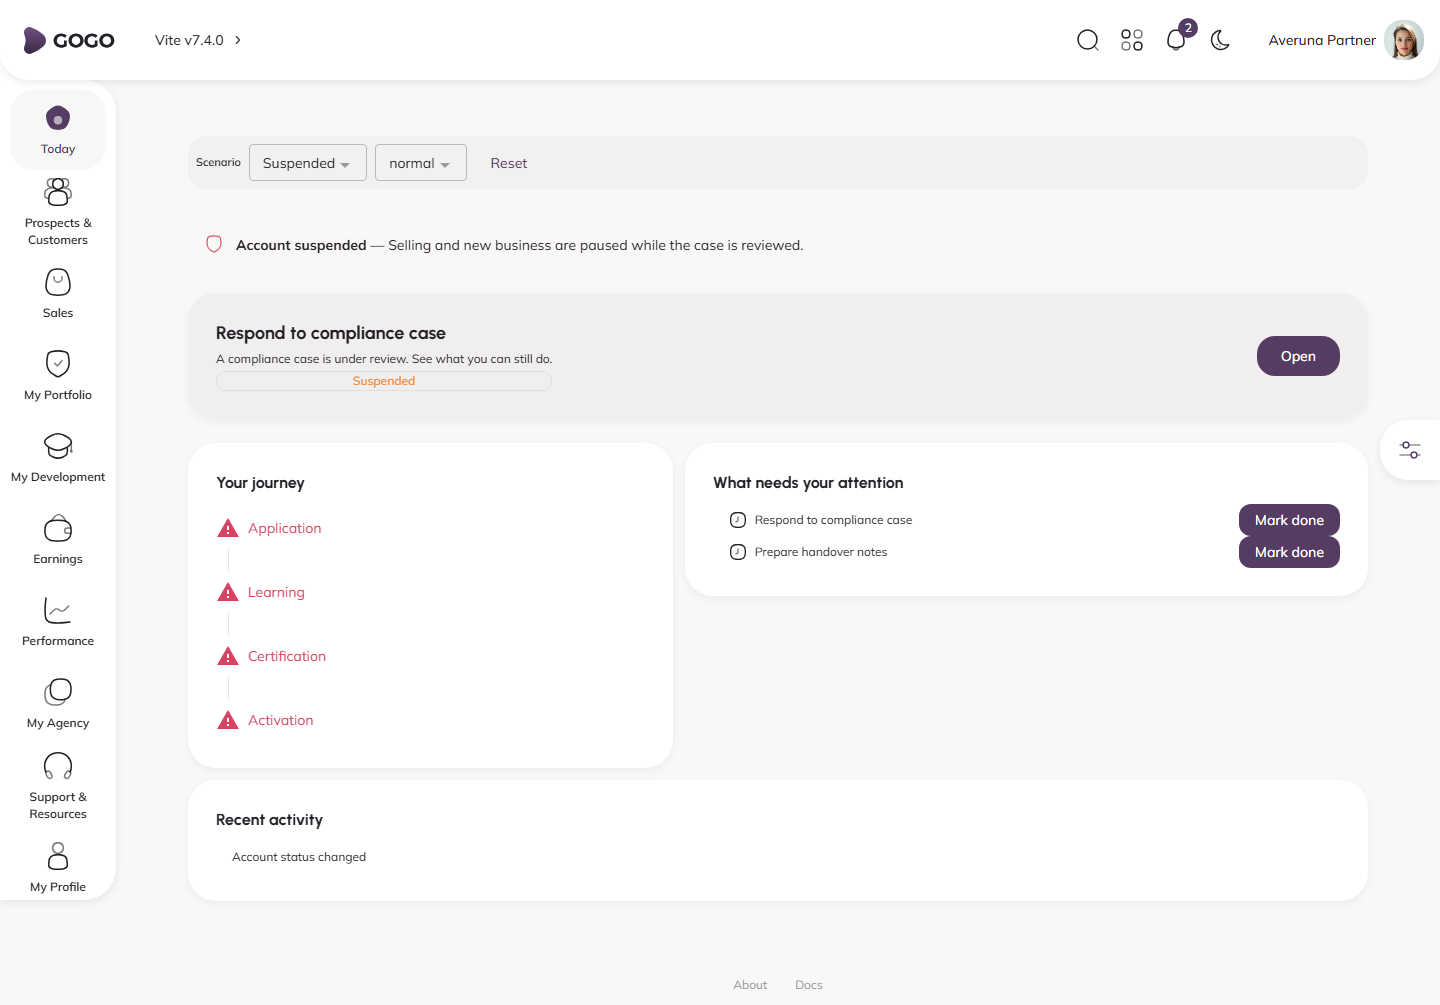 GOGO
Vite v7.4.0
2
Averuna Partner
Today
Prospects &
Customers
Sales
My Portfolio
My Development
Earnings
Performance
My Agency
Support &
Resources
My Profile
Scenario
Suspended
normal
Reset
Account suspended — Selling and new business are paused while the case is reviewed.
Respond to compliance case
A compliance case is under review. See what you can still do.
Suspended
Open
Your journey
Application
Learning
Certification
Activation
What needs your attention
Respond to compliance case
Mark done
Prepare handover notes
Mark done
Recent activity
Account status changed
About
Docs